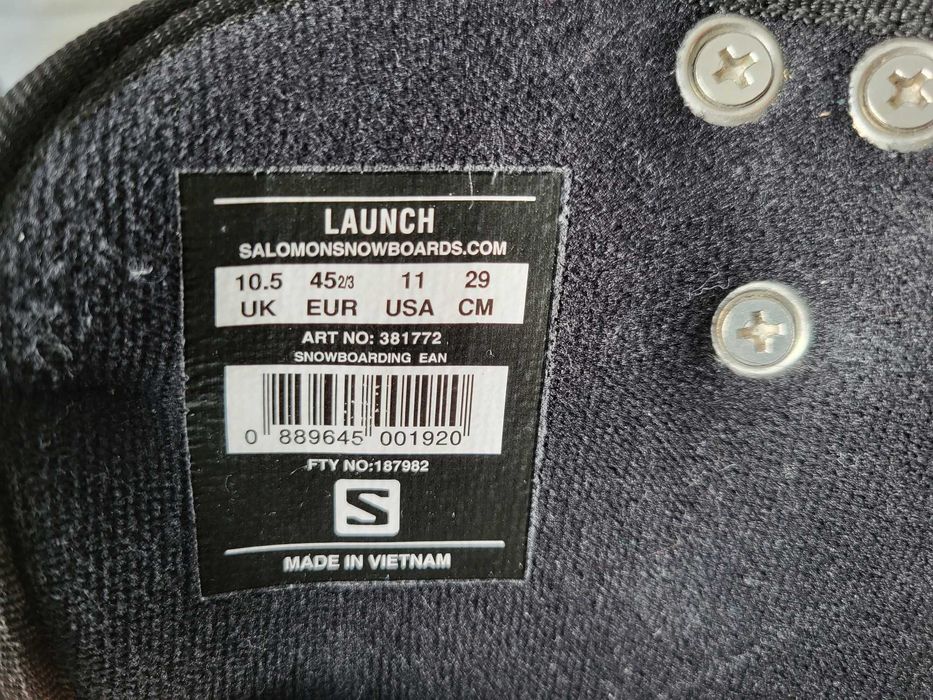 LAUNCH
SALOMONSNOWBOARDS.COM
10.5 45 2/3 11 29
UK EUR USA CM
ART NO: 381772
SNOWBOARDING EAN
0 889645 001920
FTY NO:187982
S
MADE IN VIETNAM